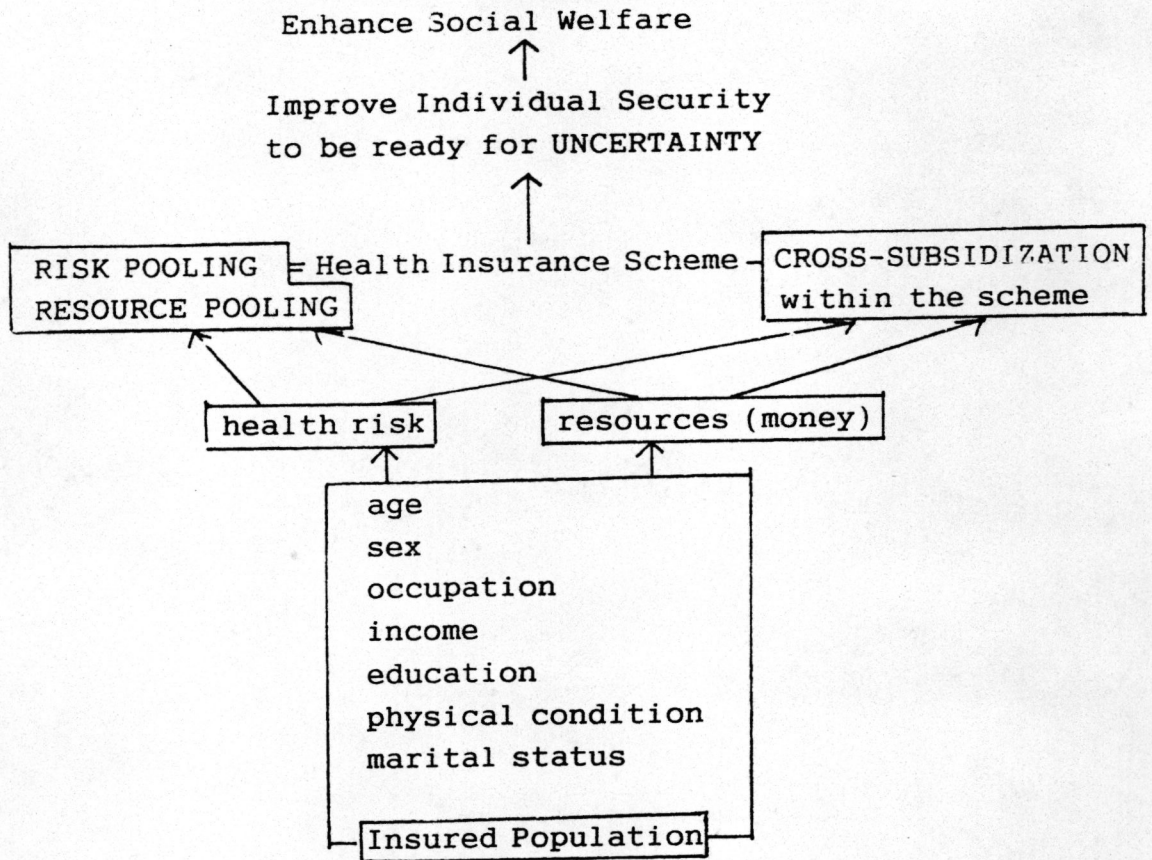 Enhance Social Welfare
Improve Individual Security
to be ready for UNCERTAINTY
RISK POOLING = Health Insurance Scheme - CROSS-SUBSIDIZATION
RESOURCE POOLING within the scheme
health risk resources (money)
age
sex
occupation
income
education
physical condition
marital status
Insured Population